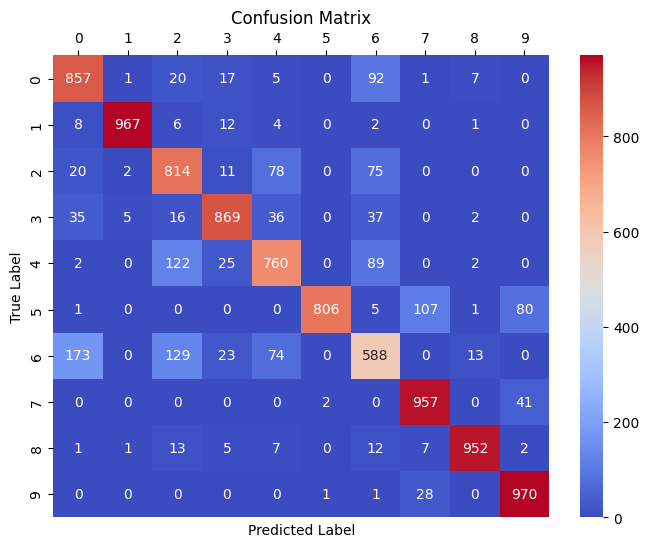 Confusion Matrix
0 1 2 3 4 5 6 7 8 9
0 857 1 20 17 5 0 92 1 7 0
1 8 967 6 12 4 0 2 0 1 0
2 20 2 814 11 78 0 75 0 0 0
3 35 5 16 869 36 0 37 0 2 0
4 2 0 122 25 760 0 89 0 2 0
5 1 0 0 0 0 806 5 107 1 80
6 173 0 129 23 74 0 588 0 13 0
7 0 0 0 0 0 2 0 957 0 41
8 1 1 13 5 7 0 12 7 952 2
9 0 0 0 0 0 1 1 28 0 970
True Label
Predicted Label
800
600
400
200
0